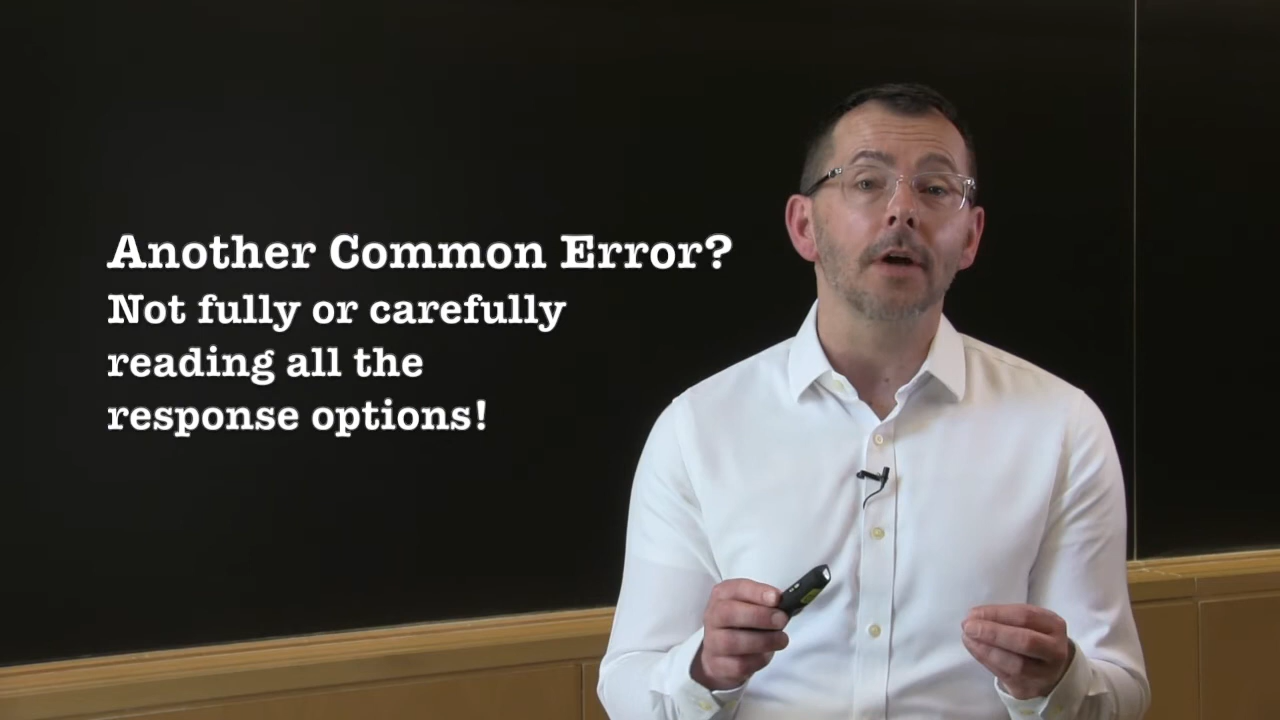 Another Common Error?
Not fully or carefully
reading all the
response options!